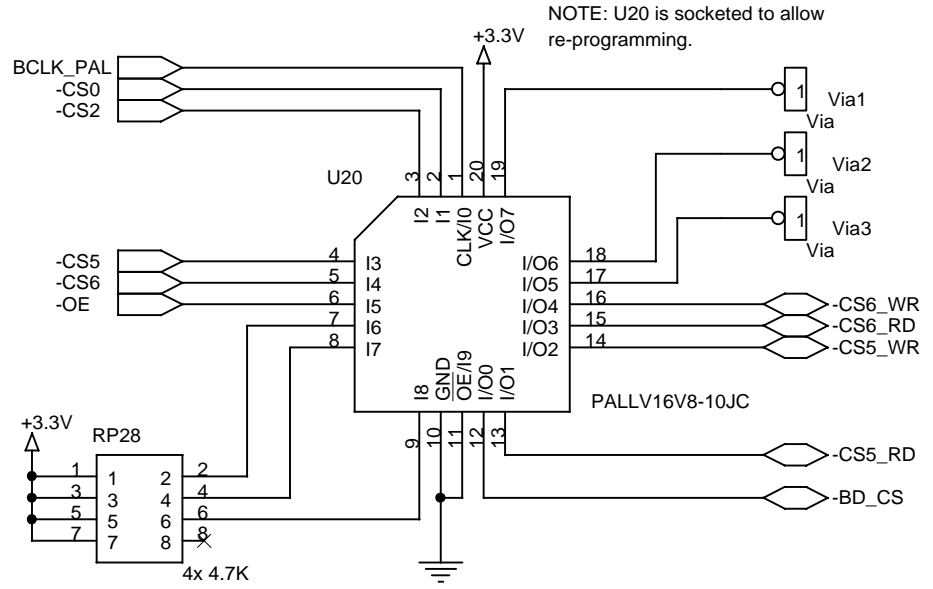 NOTE: U20 is socketed to allow
re-programming.
+3.3V
BCLK_PAL
-CS0
-CS2
1 Via1
Via
1 Via2
Via
1 Via3
Via
U20
3 2 1 20 19
I2 I1 CLK/I0 VCC I/O7
-CS5 4 I3
-CS6 5 I4
-OE 6 I5
7 I6
8 I7
I/O6 18
I/O5 17
I/O4 16 -CS6_WR
I/O3 15 -CS6_RD
I/O2 14 -CS5_WR
I8 GND OE/I9 I/O0 I/O1
9 10 11 12 13
PALLV16V8-10JC
-CS5_RD
-BD_CS
+3.3V
RP28
1 1 2 2
3 3 4 4
5 5 6 6
7 7 8 8
4x 4.7K